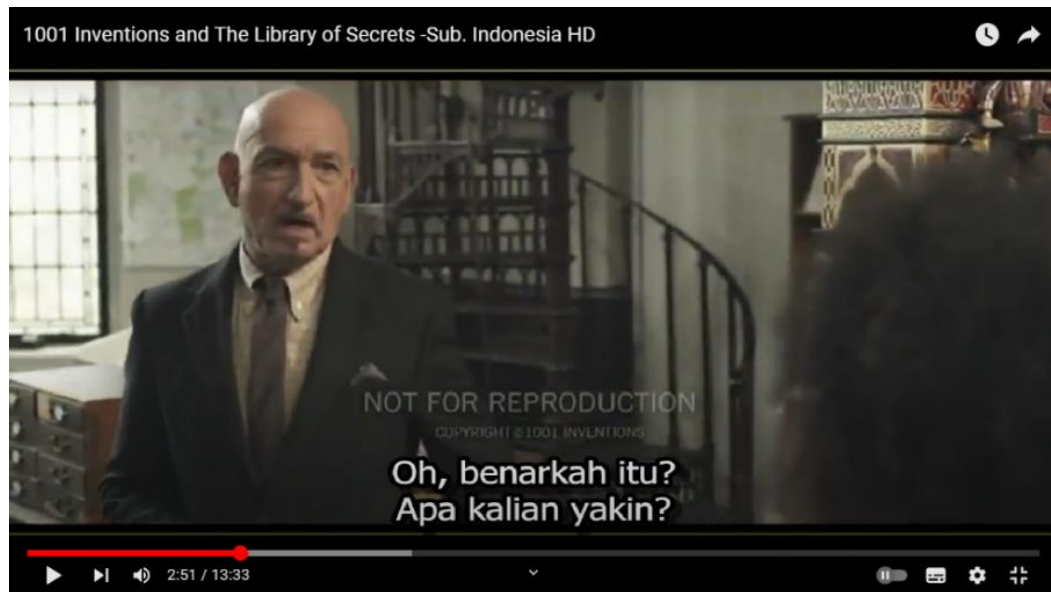 1001 Inventions and The Library of Secrets -Sub. Indonesia HD
NOT FOR REPRODUCTION
COPYRIGHT © 1001 INVENTIONS
Oh, benarkah itu?
Apa kalian yakin?
2:51 / 13:33